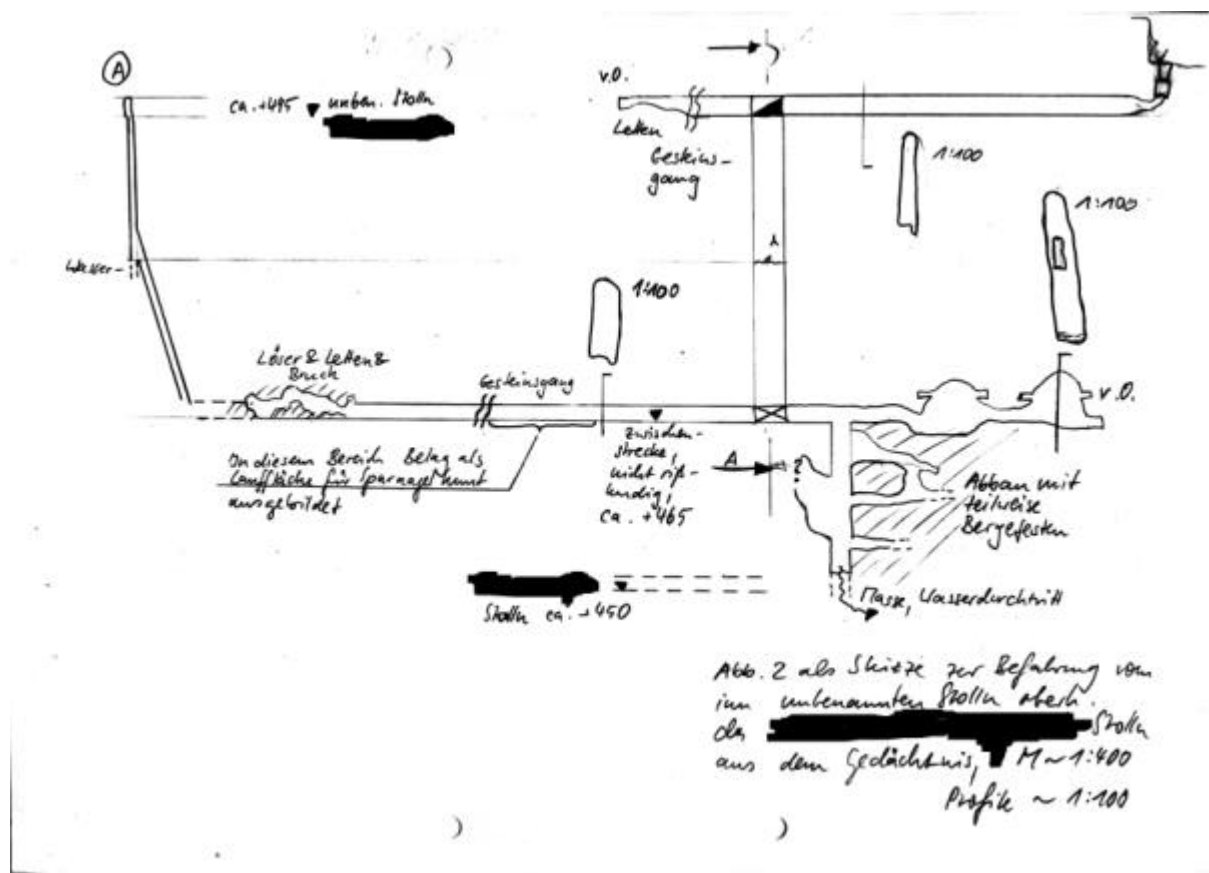 A
ca. +495 unben. Stolln
v.O.
Letten
Gesteins-
gang
1:100
1:100
Wasser
1:100
Löser & Letten &
Bruch
Gesteinsgang
v.O.
In diesem Bereich Belag als
Lauffläche für Spurnagelhunt
ausgebildet
Zwischen-
strecke,
nicht riß-
kundig,
ca. +465
A
?
Abbau mit
teilweise
Bergefesten
Stolln ca. +450
Masse, Wasserdurchtritt
Abb. 2 als Skizze zur Befahrung vom
im unbenannten Stolln oberh.
des Stolln
aus dem Gedächtnis, M ~ 1:400
Profile ~ 1:100